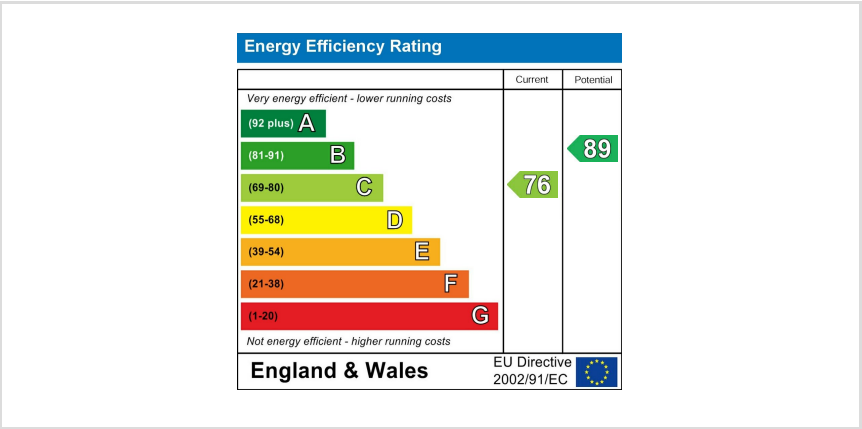 Energy Efficiency Rating
Current Potential
Very energy efficient - lower running costs
(92 plus) A
(81-91) B
89
(69-80) C
76
(55-68) D
(39-54) E
(21-38) F
(1-20) G
Not energy efficient - higher running costs
England & Wales
EU Directive
2002/91/EC